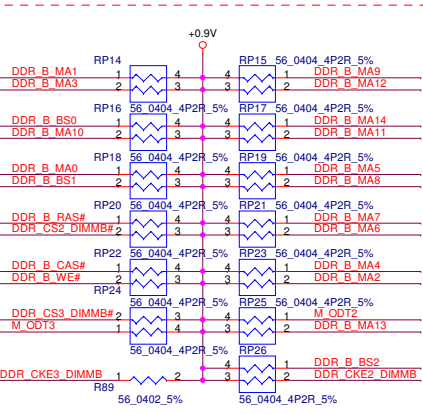 +0.9V
RP14 RP15 56_0404_4P2R_5%
DDR_B_MA1 1 4 4 1 DDR_B_MA9
DDR_B_MA3 2 3 3 2 DDR_B_MA12
RP16 56_0404_4P2R_5% RP17 56_0404_4P2R_5%
DDR_B_BS0 1 4 4 1 DDR_B_MA14
DDR_B_MA10 2 3 3 2 DDR_B_MA11
RP18 56_0404_4P2R_5% RP19 56_0404_4P2R_5%
DDR_B_MA0 1 4 4 1 DDR_B_MA5
DDR_B_BS1 2 3 3 2 DDR_B_MA8
RP20 56_0404_4P2R_5% RP21 56_0404_4P2R_5%
DDR_B_RAS# 1 4 4 1 DDR_B_MA7
DDR_CS2_DIMMB# 2 3 3 2 DDR_B_MA6
RP22 56_0404_4P2R_5% RP23 56_0404_4P2R_5%
DDR_B_CAS# 1 4 4 1 DDR_B_MA4
DDR_B_WE# 2 3 3 2 DDR_B_MA2
RP24 56_0404_4P2R_5% RP25 56_0404_4P2R_5%
DDR_CS3_DIMMB# 2 3 4 1 M_ODT2
M_ODT3 1 4 3 2 DDR_B_MA13
56_0404_4P2R_5% RP26
4 1 DDR_B_BS2
DDR_CKE3_DIMMB 1 2 3 2 DDR_CKE2_DIMMB
R89
56_0402_5% 56_0404_4P2R_5%